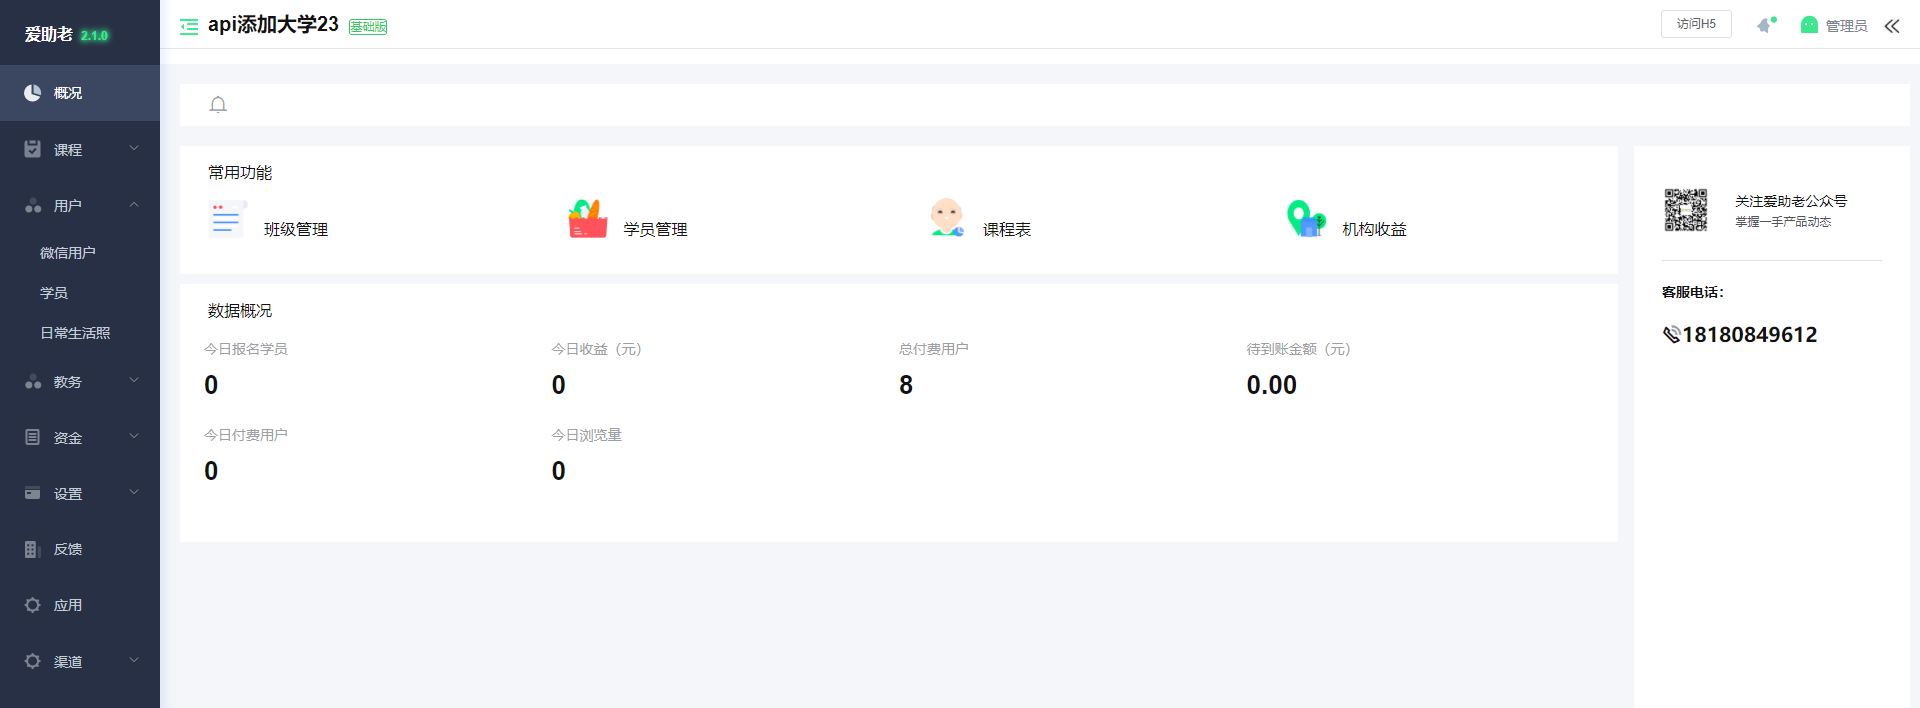 爱助老 2.1.0
概况
课程
用户
微信用户
学员
日常生活照
教务
资金
设置
反馈
应用
渠道
api添加大学23 基础版
访问H5
管理员
常用功能
班级管理
学员管理
课程表
机构收益
数据概况
今日报名学员
0
今日收益（元）
0
总付费用户
8
待到账金额（元）
0.00
今日付费用户
0
今日浏览量
0
关注爱助老公众号
掌握一手产品动态
客服电话：
18180849612